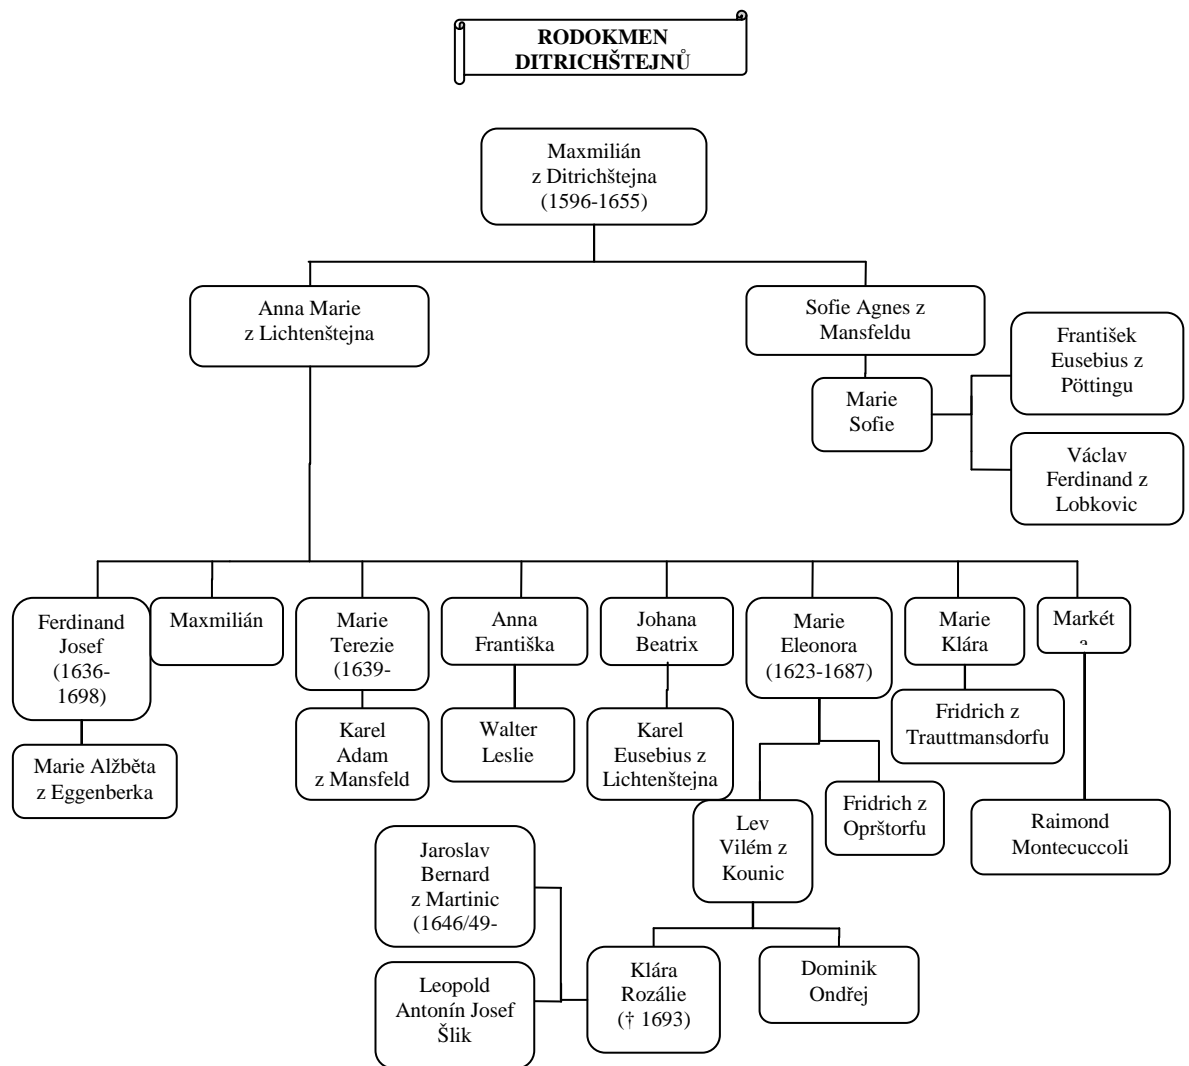 RODOKMEN
DITRICHŠTEJNŮ
Maxmilián
z Ditrichštejna
(1596-1655)
Anna Marie
z Lichtenštejna
Sofie Agnes z
Mansfeldu
František
Eusebius z
Pöttingu
Marie
Sofie
Václav
Ferdinand z
Lobkovic
Ferdinand
Josef
(1636-
1698)
Maxmilián
Marie
Terezie
(1639-
Anna
Františka
Johana
Beatrix
Marie
Eleonora
(1623-1687)
Marie
Klára
Markét
a
Marie Alžběta
z Eggenberka
Karel
Adam
z Mansfeld
Walter
Leslie
Karel
Eusebius z
Lichtenštejna
Fridrich z
Trauttmansdorfu
Lev
Vilém z
Kounic
Fridrich z
Oprštorfu
Raimond
Montecuccoli
Jaroslav
Bernard
z Martinic
(1646/49-
Leopold
Antonín Josef
Šlik
Klára
Rozálie
(† 1693)
Dominik
Ondřej